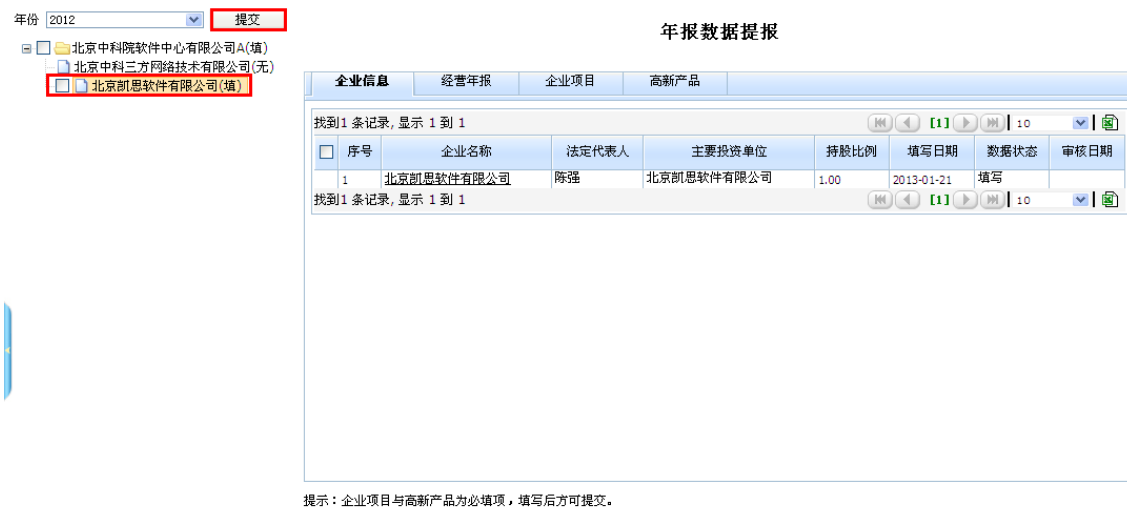 年份 2012 提交
北京中科院软件中心有限公司A(填)
北京中科三方网络技术有限公司(无)
北京凯思软件有限公司(填)
年报数据提报
企业信息 经营年报 企业项目 高新产品
找到1 条记录, 显示 1 到 1 [1] 10
序号 企业名称 法定代表人 主要投资单位 持股比例 填写日期 数据状态 审核日期
1 北京凯思软件有限公司 陈强 北京凯思软件有限公司 1.00 2013-01-21 填写
找到1 条记录, 显示 1 到 1 [1] 10
提示：企业项目与高新产品为必填项，填写后方可提交。